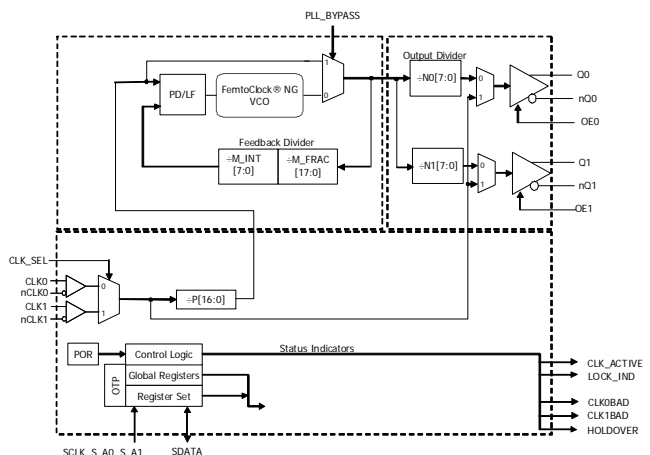 PLL_BYPASS
Output Divider
1
0
PD/LF
FemtoClock® NG
VCO
÷N0[7:0]
0
1
Q0
nQ0
OE0
Feedback Divider
÷M_INT
[7:0]
÷M_FRAC
[17:0]
÷N1[7:0]
0
1
Q1
nQ1
OE1
CLK_SEL
CLK0
nCLK0
CLK1
nCLK1
0
1
÷P[16:0]
POR
Control Logic
Status Indicators
OTP
Global Registers
Register Set
CLK_ACTIVE
LOCK_IND
CLK0BAD
CLK1BAD
HOLDOVER
SCLK, S_A0, S_A1
SDATA